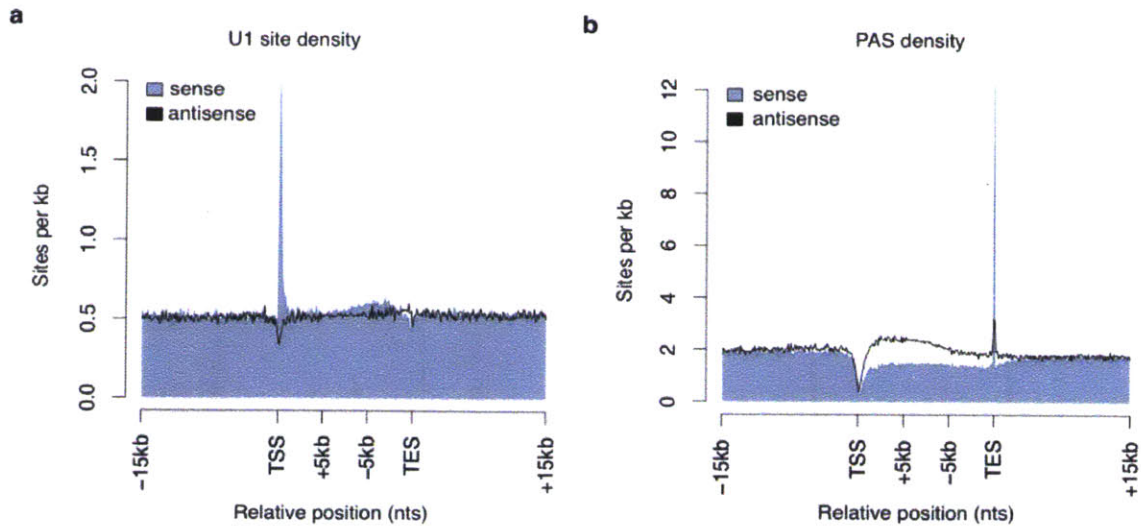 a
U1 site density
sense
antisense
Sites per kb
2.0
1.5
1.0
0.5
0.0
-15kb
TSS
+5kb
-5kb
TES
+15kb
Relative position (nts)
b
PAS density
sense
antisense
Sites per kb
12
10
8
6
4
2
0
-15kb
TSS
+5kb
-5kb
TES
+15kb
Relative position (nts)